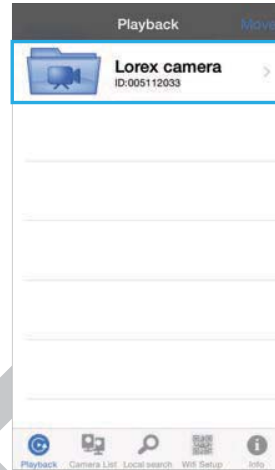 Playback Move
Lorex camera
ID:005112033
Playback Camera List Local search Wifi Setup Info